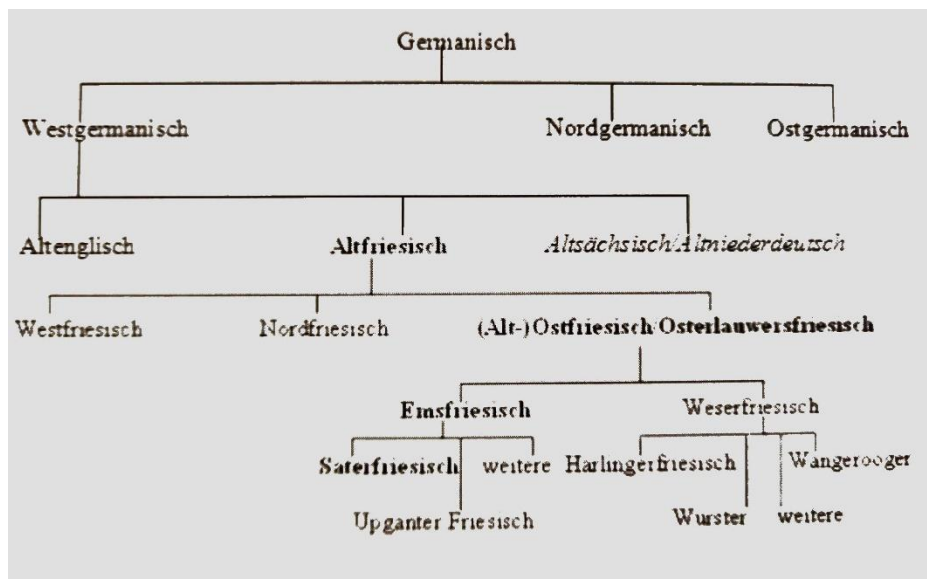 Germanisch
Westgermanisch Nordgermanisch Ostgermanisch
Altenglisch Altfriesisch Altsächsisch/Altniederdeutsch
Westfriesisch Nordfriesisch (Alt-)Ostfriesisch/Osterlauwersfriesisch
Emsfriesisch Weserfriesisch
Saterfriesisch weitere Harlingerfriesisch Wangerooger
Upganter Friesisch Wurster weitere